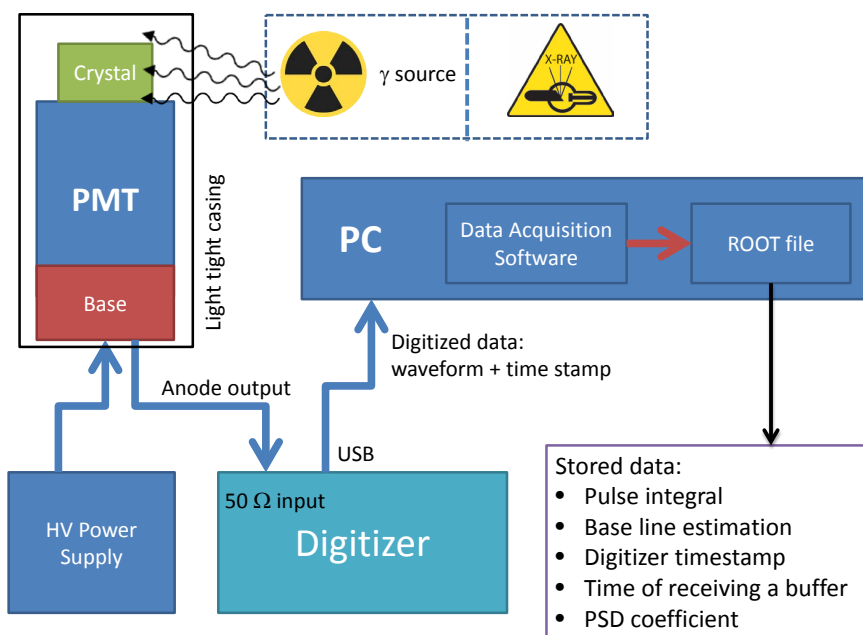 Crystal
γ source
X-RAY
PMT
Base
Light tight casing
PC
Data Acquisition
Software
ROOT file
Digitized data:
waveform + time stamp
Anode output
USB
HV Power
Supply
50 Ω input
Digitizer
Stored data:
• Pulse integral
• Base line estimation
• Digitizer timestamp
• Time of receiving a buffer
• PSD coefficient